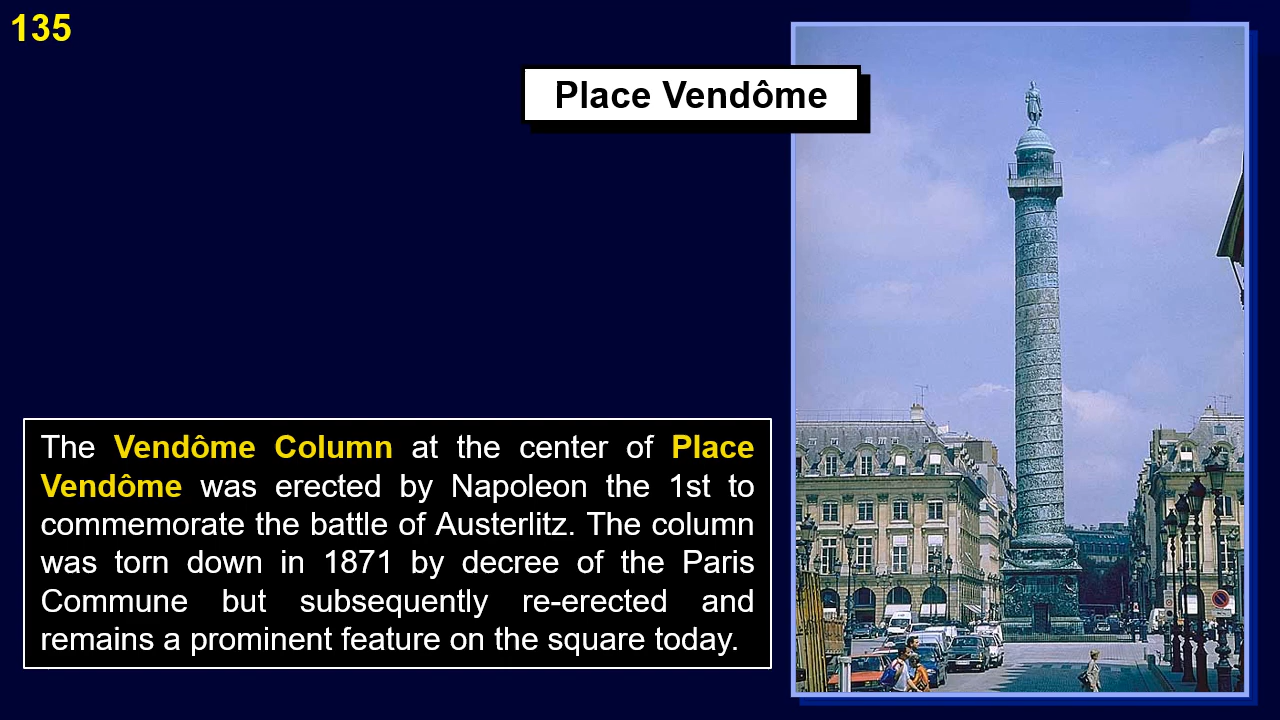 135
Place Vendôme
The Vendôme Column at the center of Place
Vendôme was erected by Napoleon the 1st to
commemorate the battle of Austerlitz. The column
was torn down in 1871 by decree of the Paris
Commune but subsequently re-erected and
remains a prominent feature on the square today.